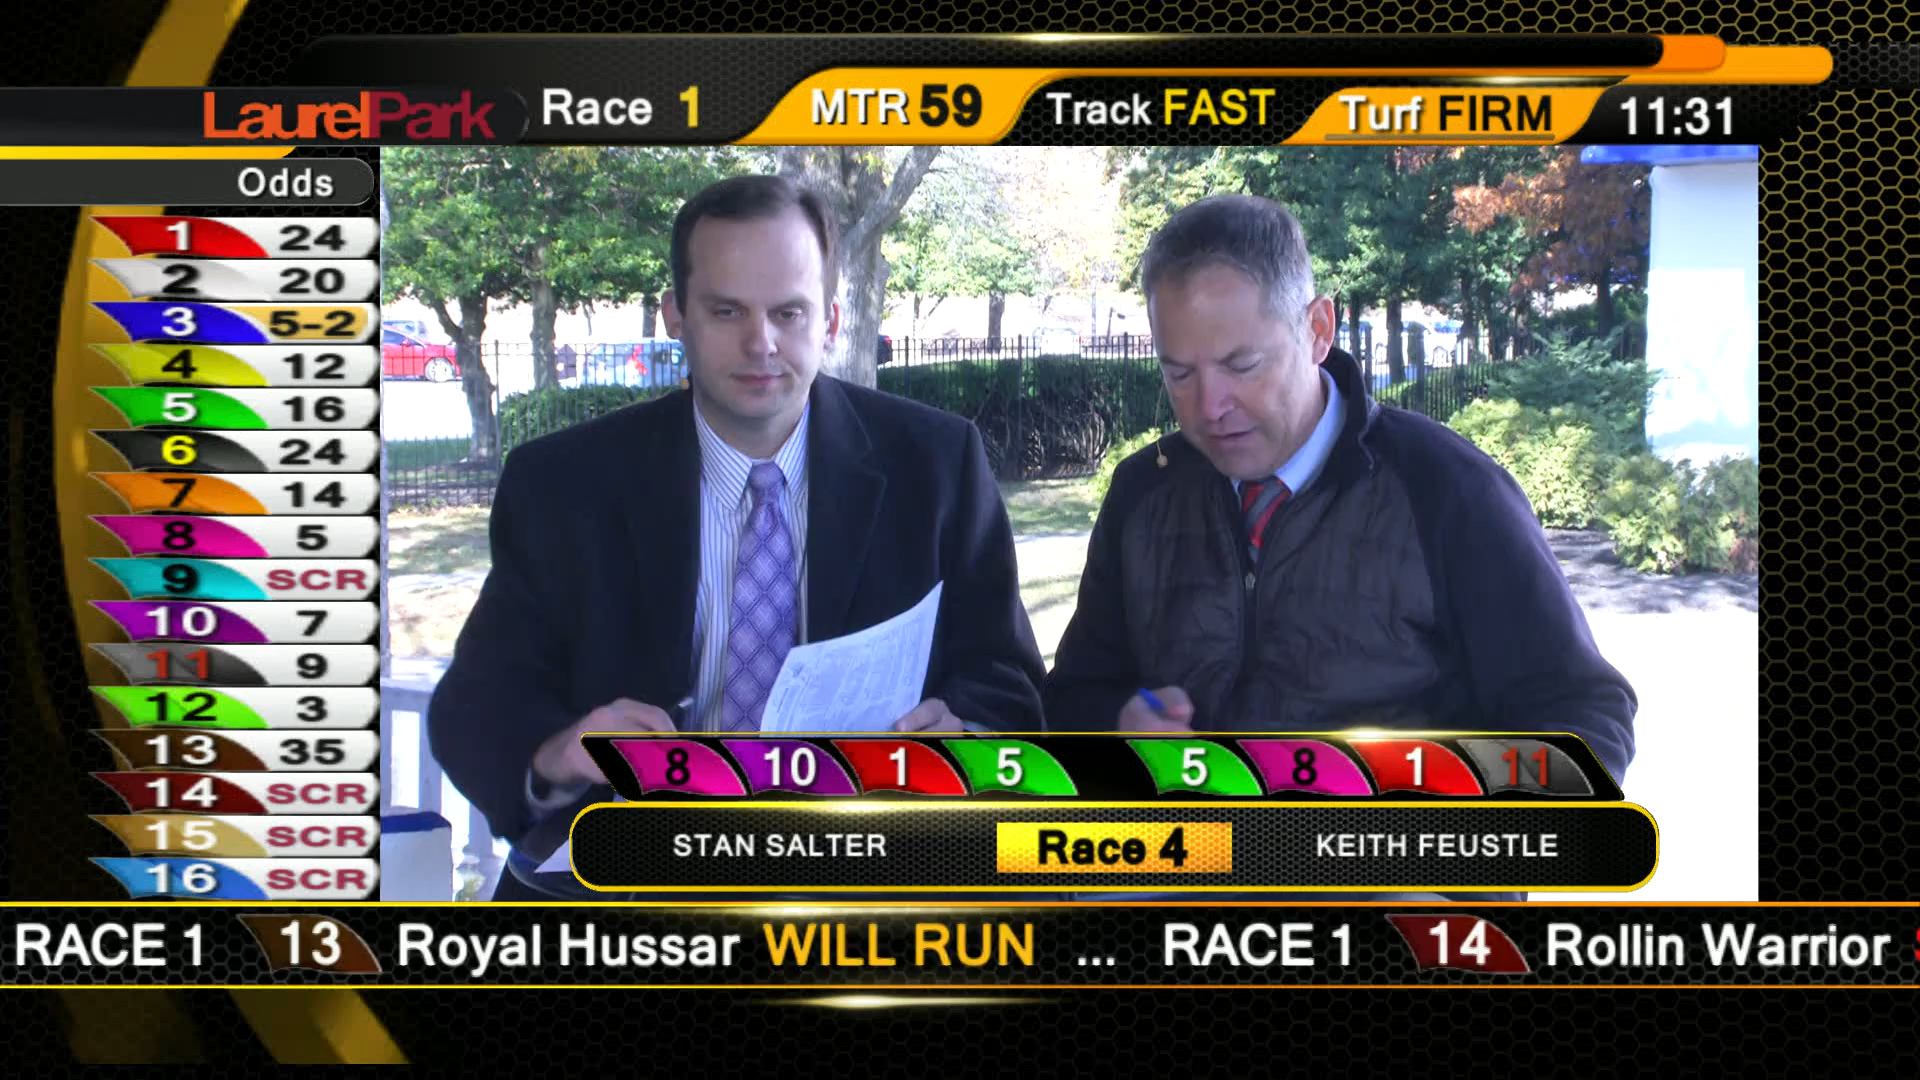 LaurelPark Race 1 MTR 59 Track FAST Turf FIRM 11:31
Odds
1 24
2 20
3 5-2
4 12
5 16
6 24
7 14
8 5
9 SCR
10 7
11 9
12 3
13 35
14 SCR
15 SCR
16 SCR
8 10 1 5 5 8 1 11
STAN SALTER Race 4 KEITH FEUSTLE
RACE 1 13 Royal Hussar WILL RUN ... RACE 1 14 Rollin Warrior